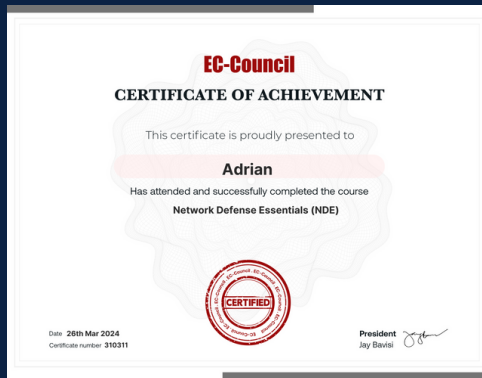 EC-Council
CERTIFICATE OF ACHIEVEMENT
This certificate is proudly presented to
Adrian
Has attended and successfully completed the course
Network Defense Essentials (NDE)
CERTIFIED
Date 26th Mar 2024
Certificate number 310311
President
Jay Bavisi